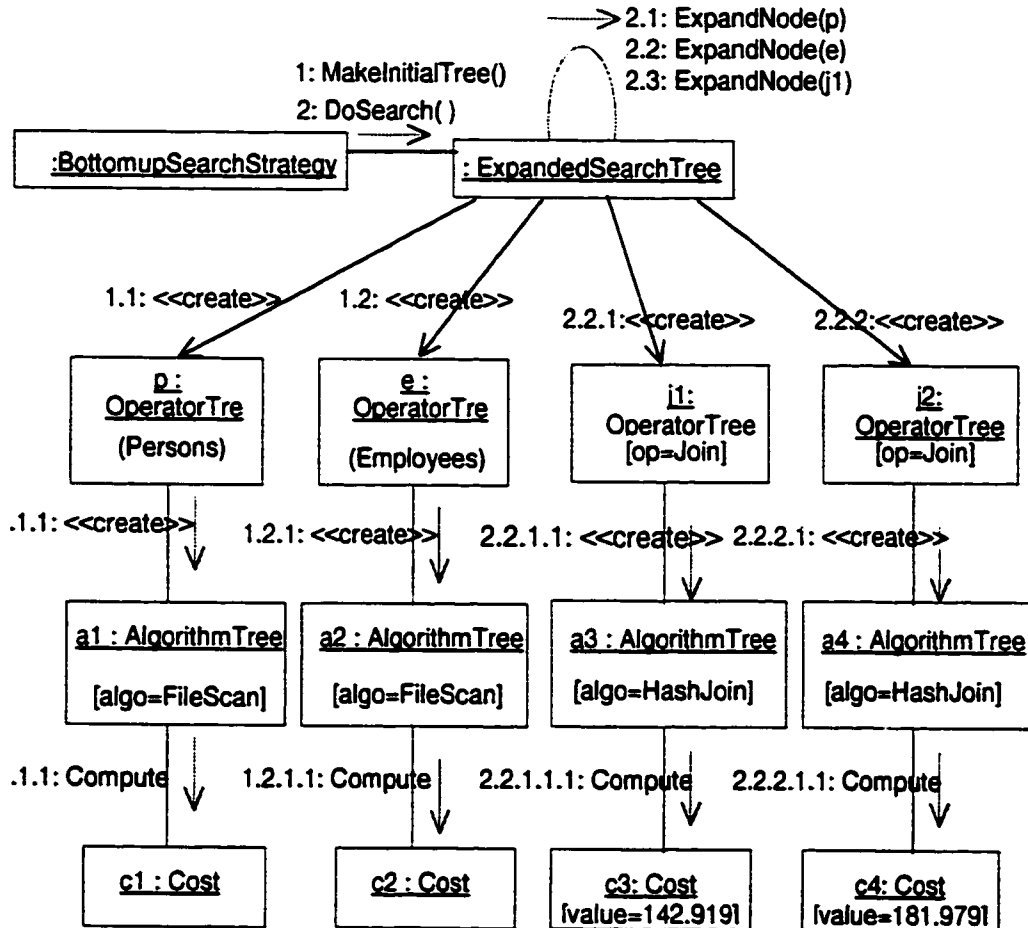 2.1: ExpandNode(p)
2.2: ExpandNode(e)
2.3: ExpandNode(j1)
1: MakeInitialTree()
2: DoSearch( )
:BottomupSearchStrategy
: ExpandedSearchTree
1.1: <<create>>
1.2: <<create>>
2.2.1:<<create>>
2.2.2:<<create>>
p :
OperatorTre
(Persons)
e :
OperatorTre
(Employees)
j1:
OperatorTree
[op=Join]
j2:
OperatorTree
[op=Join]
.1.1: <<create>>
1.2.1: <<create>>
2.2.1.1: <<create>>
2.2.2.1: <<create>>
a1 : AlgorithmTree
[algo=FileScan]
a2 : AlgorithmTree
[algo=FileScan]
a3 : AlgorithmTree
[algo=HashJoin]
a4 : AlgorithmTree
[algo=HashJoin]
.1.1: Compute
1.2.1.1: Compute
2.2.1.1.1: Compute
2.2.2.1.1: Compute
c1 : Cost
c2 : Cost
c3: Cost
[value=142.919]
c4: Cost
[value=181.979]